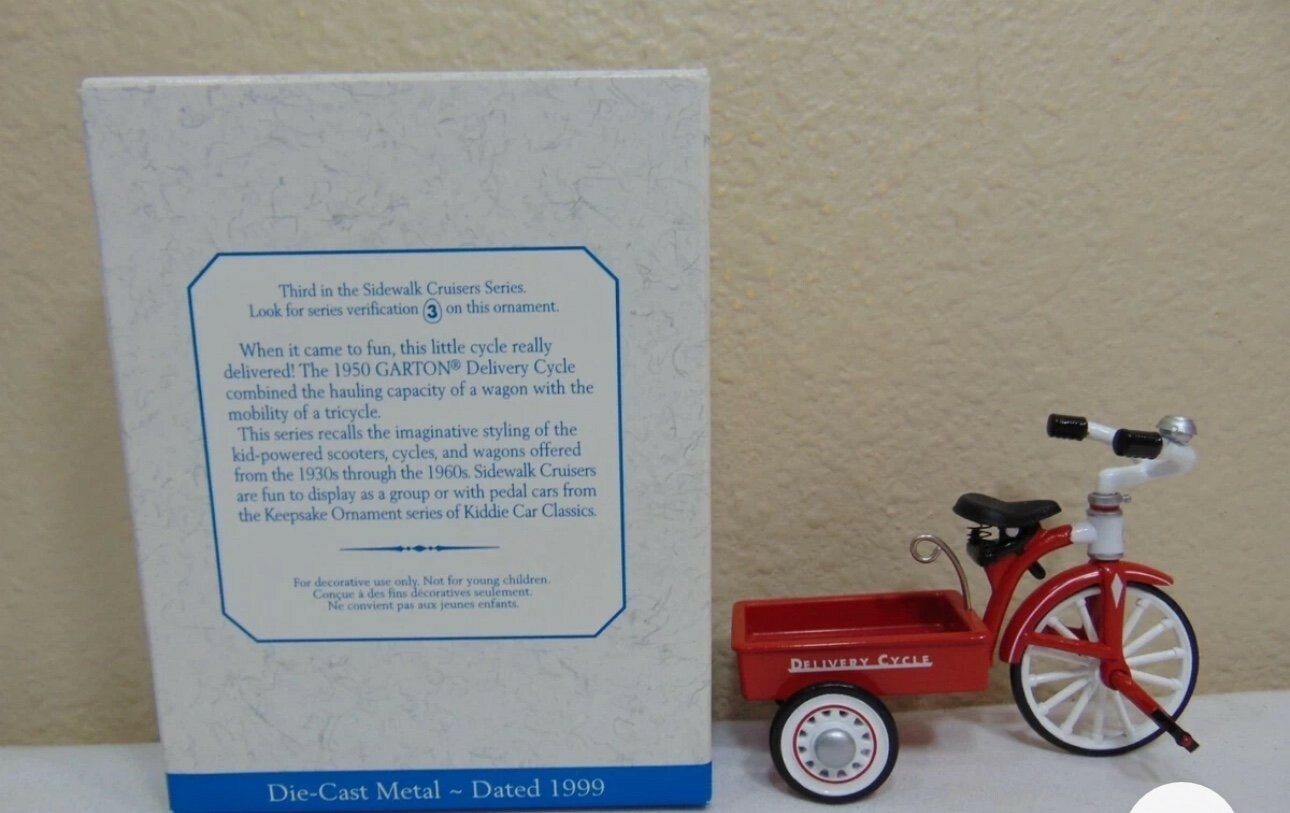 Third in the Sidewalk Cruisers Series.
Look for series verification 3 on this ornament.
When it came to fun, this little cycle really
delivered! The 1950 GARTON® Delivery Cycle
combined the hauling capacity of a wagon with the
mobility of a tricycle.
This series recalls the imaginative styling of the
kid-powered scooters, cycles, and wagons offered
from the 1930s through the 1960s. Sidewalk Cruisers
are fun to display as a group or with pedal cars from
the Keepsake Ornament series of Kiddie Car Classics.
For decorative use only. Not for young children.
Conçue à des fins décoratives seulement.
Ne convient pas aux jeunes enfants.
Die-Cast Metal ~ Dated 1999
DELIVERY CYCLE